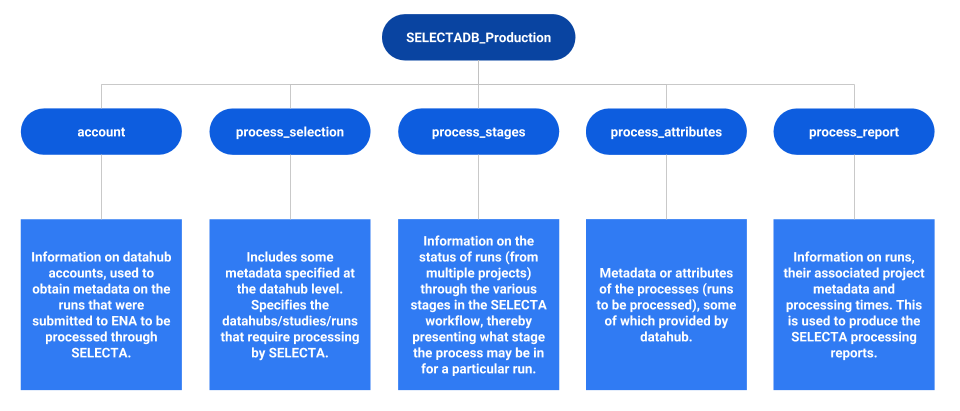 SELECTADB_Production
account
process_selection
process_stages
process_attributes
process_report
Information on datahub
accounts, used to
obtain metadata on the
runs that were
submitted to ENA to be
processed through
SELECTA.
Includes some
metadata specified at
the datahub level.
Specifies the
datahubs/studies/runs
that require processing
by SELECTA.
Information on the
status of runs (from
multiple projects)
through the various
stages in the SELECTA
workflow, thereby
presenting what stage
the process may be in
for a particular run.
Metadata or attributes
of the processes (runs
to be processed), some
of which provided by
datahub.
Information on runs,
their associated project
metadata and
processing times. This
is used to produce the
SELECTA processing
reports.